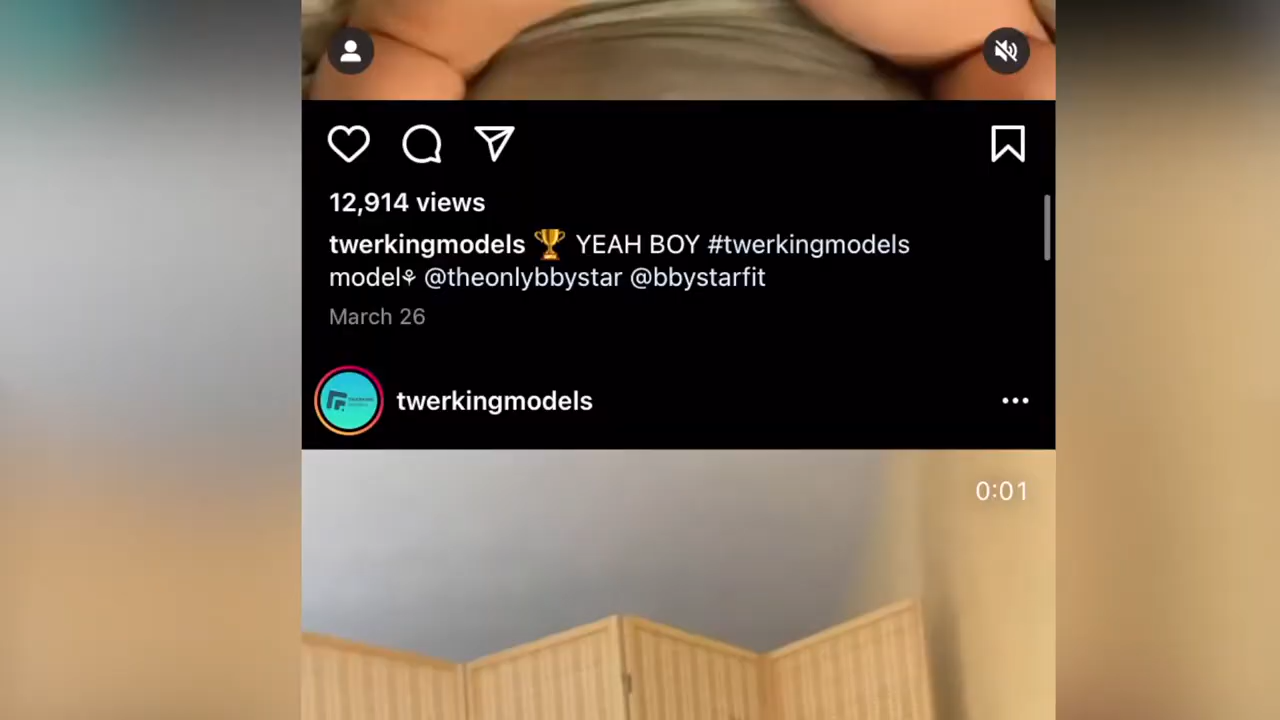 12,914 views
twerkingmodels 🏆 YEAH BOY #twerkingmodels
model⚘ @theonlybbystar @bbystarfit
March 26
twerkingmodels
0:01